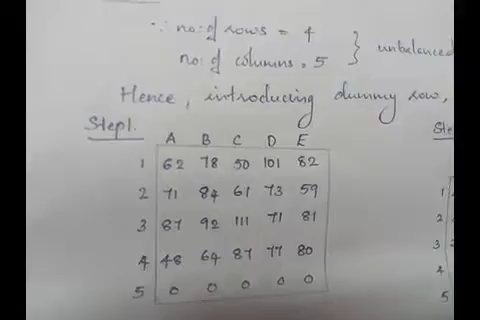 ∵ no: of rows = 4
no: of columns = 5 } unbalanced
Hence, introducing dummy row,
Step1.
A B C D E
1 62 78 50 101 82
2 71 84 61 73 59
3 87 92 111 71 81
4 48 64 87 77 80
5 0 0 0 0 0
1
2
3
4
5